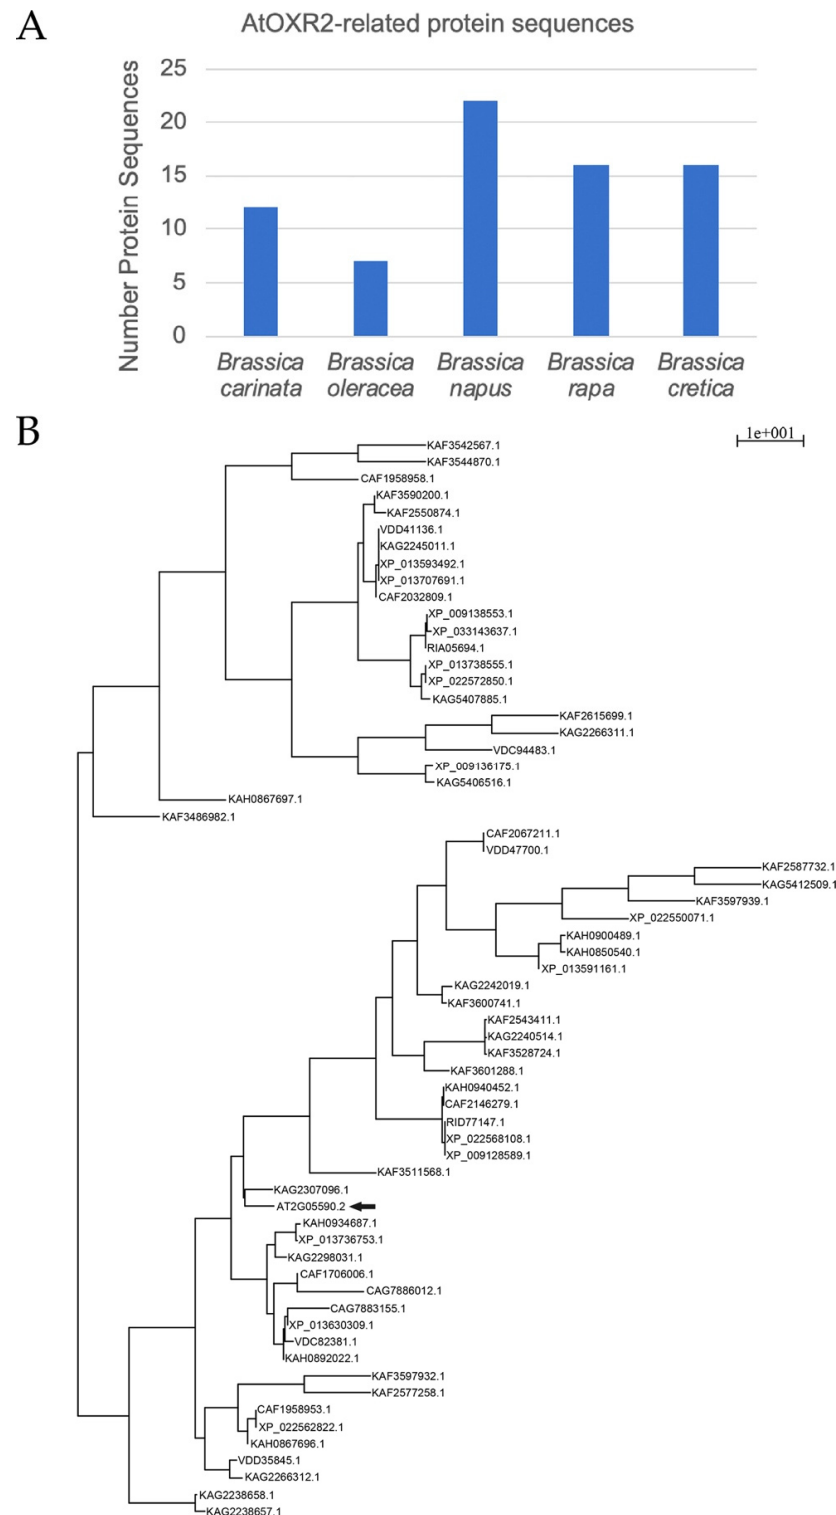 A
AtOXR2-related protein sequences
Number Protein Sequences
25
20
15
10
5
0
Brassica carinata
Brassica oleracea
Brassica napus
Brassica rapa
Brassica cretica
B
1e+001
KAF3542567.1
KAF3544870.1
CAF1958958.1
KAF3590200.1
KAF2550874.1
VDD41136.1
KAG2245011.1
XP_013593492.1
XP_013707691.1
CAF2032809.1
XP_009138553.1
XP_033143637.1
RIA05694.1
XP_013738555.1
XP_022572850.1
KAG5407885.1
KAF2615699.1
KAG2266311.1
VDC94483.1
XP_009136175.1
KAG5406516.1
KAH0867697.1
KAF3486982.1
CAF2067211.1
VDD47700.1
KAF2587732.1
KAG5412509.1
KAF3597939.1
XP_022550071.1
KAH0900489.1
KAH0850540.1
XP_013591161.1
KAG2242019.1
KAF3600741.1
KAF2543411.1
KAG2240514.1
KAF3528724.1
KAF3601288.1
KAH0940452.1
CAF2146279.1
RID77147.1
XP_022568108.1
XP_009128589.1
KAF3511568.1
KAG2307096.1
AT2G05590.2
KAH0934687.1
XP_013736753.1
KAG2298031.1
CAF1706006.1
CAG7886012.1
CAG7883155.1
XP_013630309.1
VDC82381.1
KAH0892022.1
KAF3597932.1
KAF2577258.1
CAF1958953.1
XP_022562822.1
KAH0867696.1
VDD35845.1
KAG2266312.1
KAG2238658.1
KAG2238657.1